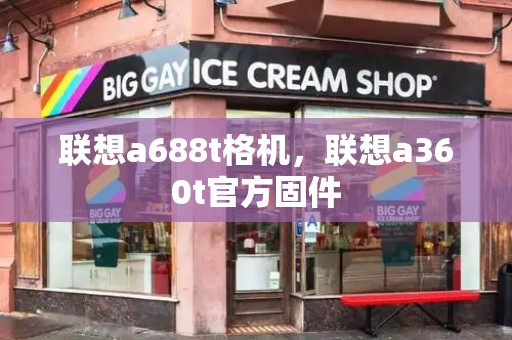 BIG GAY ICE CREAM SHOP®
联想a688t格机，联想a36
0t官方固件
BIG GAY
ICE CREAM SHOP
BIG GAY
ICE CREAM SHOP